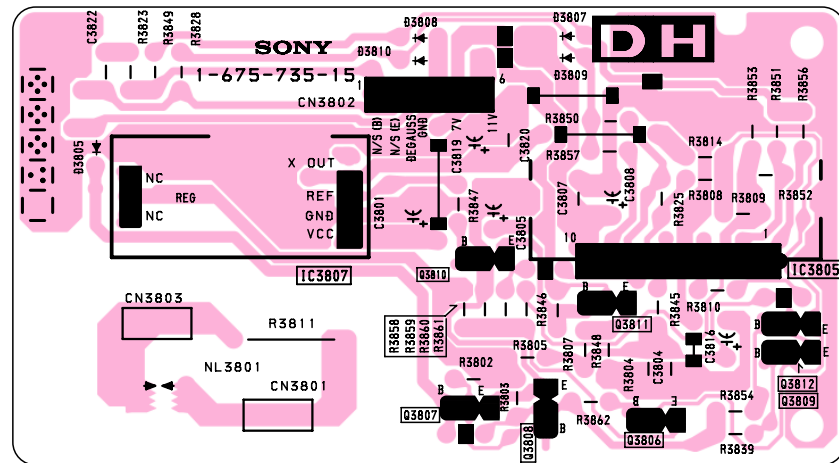 C3822
R3823
R3849
R3828
SONY
1-675-735-15
D3808
D3810
D3807
D3809
DH
1
6
CN3802
N/S (B)
N/S (E)
DEGAUSS
GND
7V
11V
C3819
C3820
R3850
R3857
R3853
R3851
R3856
R3814
R3808
R3809
R3852
R3825
C3807
C3808
D3805
X OUT
NC
REG
NC
REF
GND
VCC
C3801
R3847
C3805
B
E
10
1
IC3807
Q3810
IC3805
CN3803
R3811
NL3801
CN3801
R3858
R3859
R3860
R3861
R3846
B
E
Q3811
R3845
R3810
C3816
B
E
B
E
Q3812
Q3809
R3805
R3807
R3848
R3804
C3804
R3802
R3803
B
E
Q3807
E
B
Q3808
R3862
B
E
Q3806
R3854
R3839